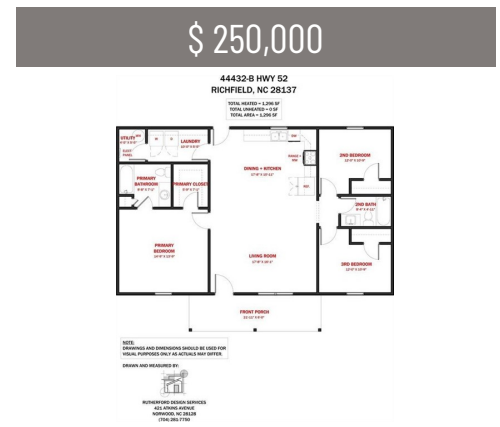 $ 250,000
44432-B HWY 52
RICHFIELD, NC 28137
TOTAL HEATED = 1,296 SF
TOTAL UNHEATED = 0 SF
TOTAL AREA = 1,296 SF
UTILITY
LAUNDRY
DINING + KITCHEN
2ND BEDROOM
PRIMARY
BATHROOM
PRIMARY CLOSET
2ND BATH
PRIMARY
BEDROOM
LIVING ROOM
3RD BEDROOM
FRONT PORCH
NOTE:
DRAWINGS AND DIMENSIONS SHOULD BE USED FOR
VISUAL PURPOSES ONLY AS ACTUALS MAY DIFFER.
DRAWN AND MEASURED BY:
RUTHERFORD DESIGN SERVICES
421 ATKINS AVENUE
NORWOOD, NC 28128
(704) 281-7750